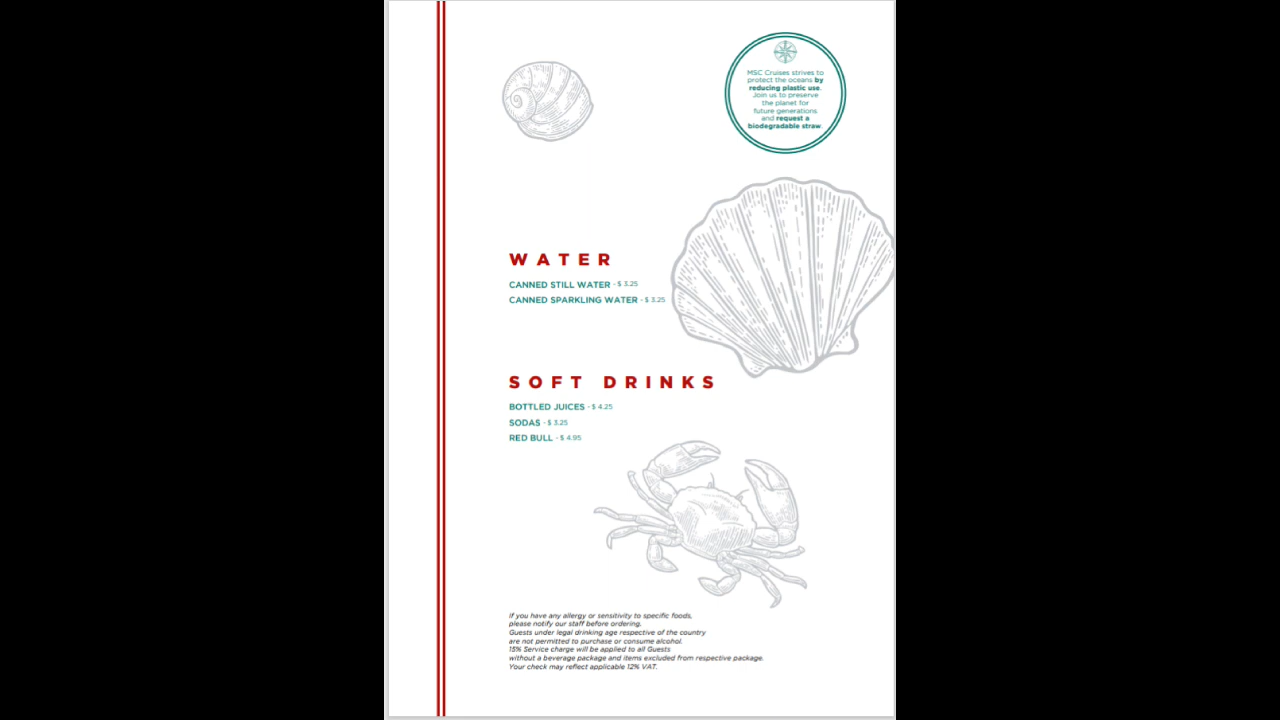 MSC Cruises strives to
protect the oceans by
reducing plastic use.
Join us to preserve
the planet for
future generations
and request a
biodegradable straw.
WATER
CANNED STILL WATER - $ 3.25
CANNED SPARKLING WATER - $ 3.25
SOFT DRINKS
BOTTLED JUICES - $ 4.25
SODAS - $ 3.25
RED BULL - $ 4.95
If you have any allergy or sensitivity to specific foods,
please notify our staff before ordering.
Guests under legal drinking age respective of the country
are not permitted to purchase or consume alcohol.
15% Service charge will be applied to all Guests
without a beverage package and items excluded from respective package.
Your check may reflect applicable 12% VAT.